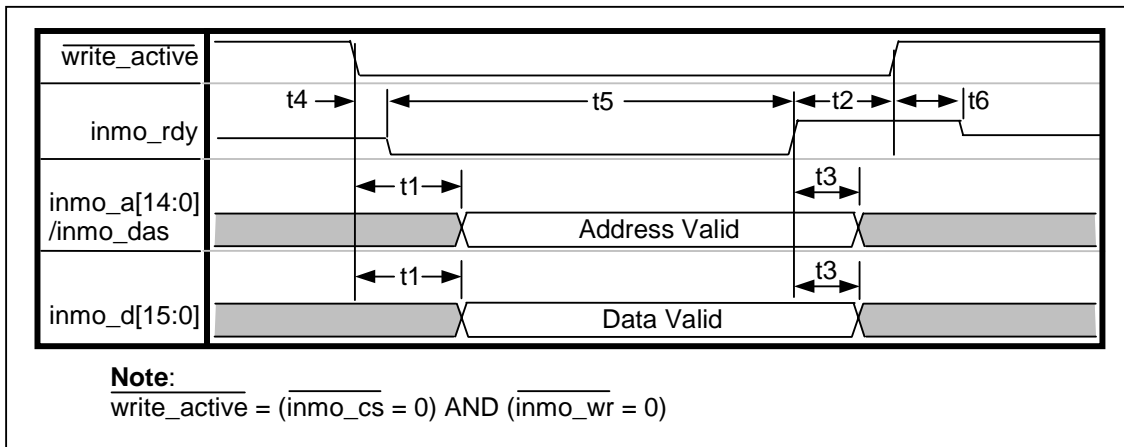 write_active
t4
t5
t2
t6
inmo_rdy
t1
t3
inmo_a[14:0]
/inmo_das
Address Valid
t1
t3
inmo_d[15:0]
Data Valid
Note:
write_active = (inmo_cs = 0) AND (inmo_wr = 0)